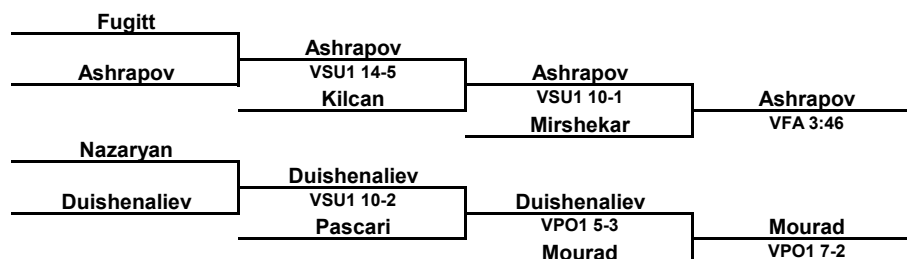 Fugitt
Ashrapov
Ashrapov
VSU1 14-5
Kilcan
Ashrapov
VSU1 10-1
Mirshekar
Ashrapov
VFA 3:46
Nazaryan
Duishenaliev
Duishenaliev
VSU1 10-2
Pascari
Duishenaliev
VPO1 5-3
Mourad
Mourad
VPO1 7-2